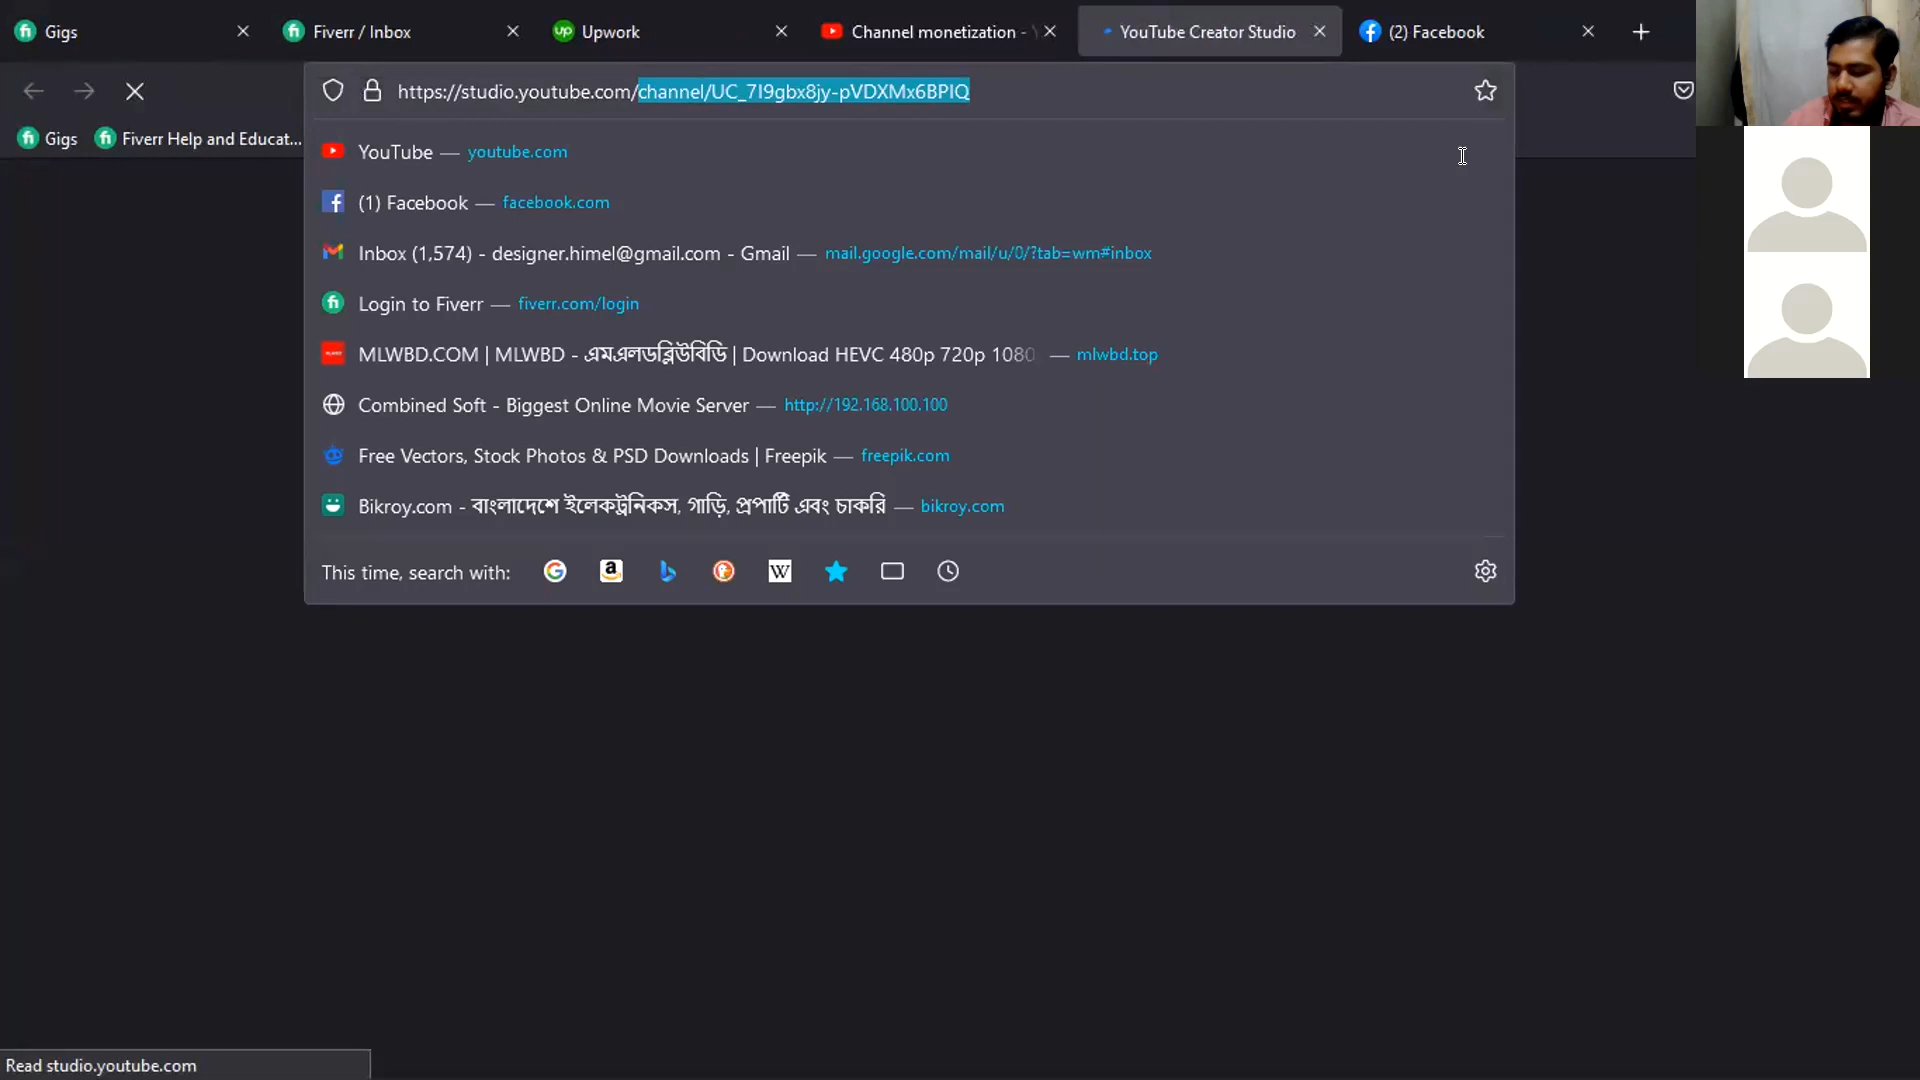 Gigs
Fiverr / Inbox
Upwork
Channel monetization -
YouTube Creator Studio
(2) Facebook
https://studio.youtube.com/channel/UC_7I9gbx8jy-pVDXMx6BPIQ
Gigs
Fiverr Help and Educat...
YouTube — youtube.com
(1) Facebook — facebook.com
Inbox (1,574) - designer.himel@gmail.com - Gmail — mail.google.com/mail/u/0/?tab=wm#inbox
Login to Fiverr — fiverr.com/login
MLWBD.COM | MLWBD - এমএলডব্লিউবিডি | Download HEVC 480p 720p 1080 — mlwbd.top
Combined Soft - Biggest Online Movie Server — http://192.168.100.100
Free Vectors, Stock Photos & PSD Downloads | Freepik — freepik.com
Bikroy.com - বাংলাদেশে ইলেকট্রনিকস, গাড়ি, প্রপার্টি এবং চাকরি — bikroy.com
This time, search with:
Read studio.youtube.com